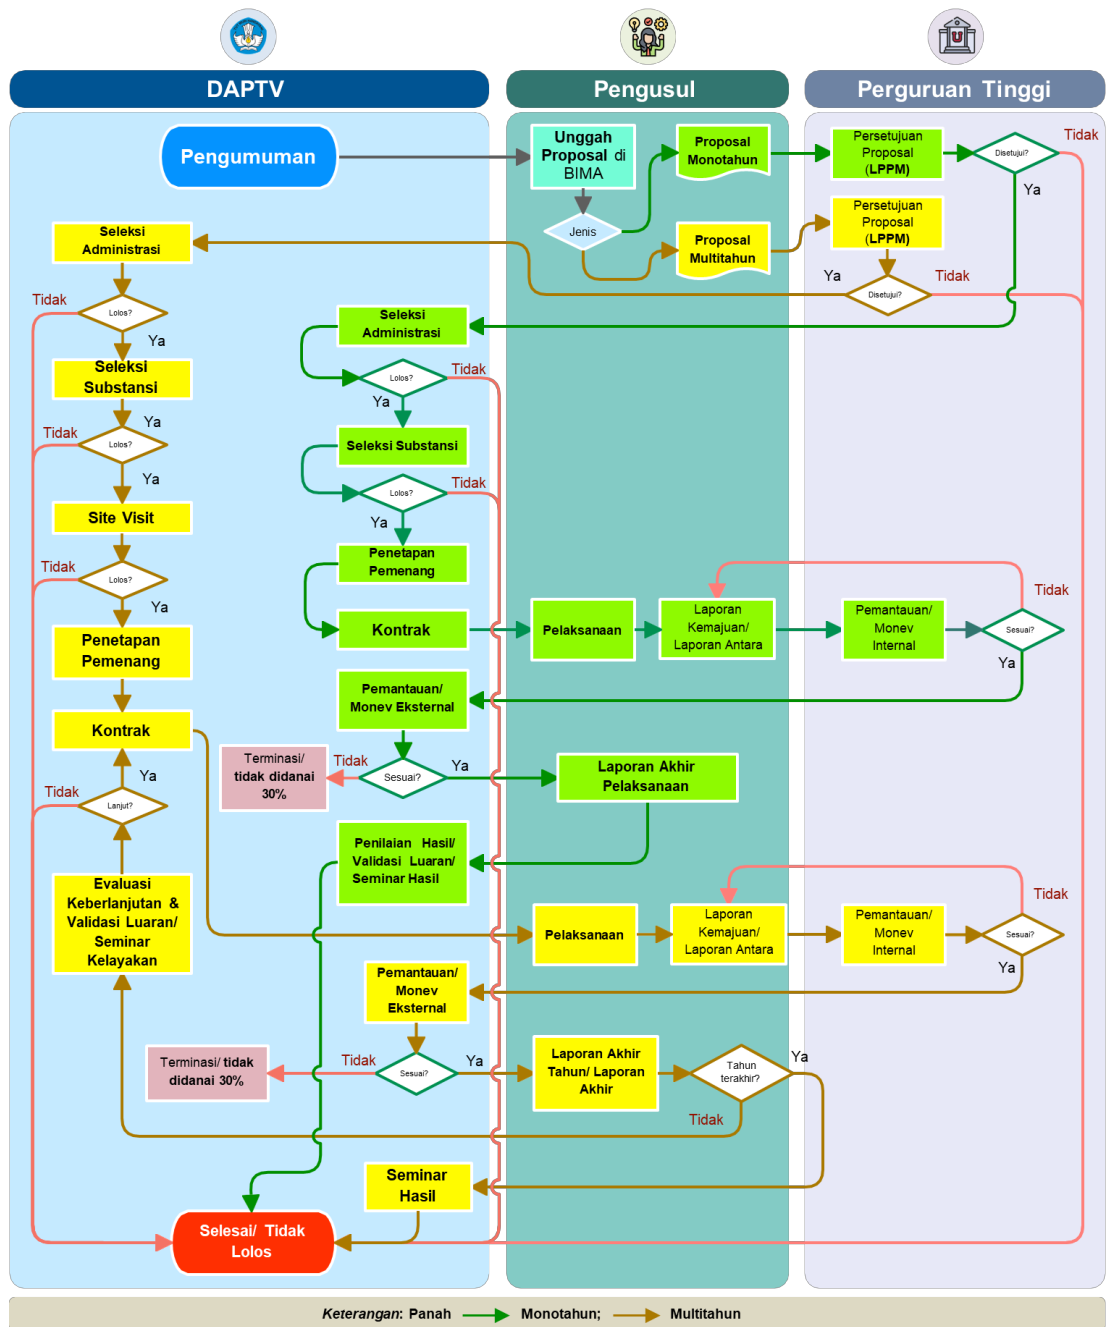 DAPTV
Pengusul
Perguruan Tinggi
Pengumuman
Unggah
Proposal di
BIMA
Proposal
Monotahun
Persetujuan
Proposal
(LPPM)
Disetujui?
Tidak
Ya
Jenis
Proposal
Multitahun
Persetujuan
Proposal
(LPPM)
Ya
Tidak
Disetujui?
Seleksi
Administrasi
Tidak
Lolos?
Ya
Seleksi
Substansi
Ya
Tidak
Lolos?
Ya
Site Visit
Tidak
Lolos?
Ya
Penetapan
Pemenang
Kontrak
Ya
Tidak
Lanjut?
Evaluasi
Keberlanjutan &
Validasi Luaran/
Seminar
Kelayakan
Seleksi
Administrasi
Lolos?
Tidak
Ya
Seleksi Substansi
Lolos?
Tidak
Ya
Penetapan
Pemenang
Kontrak
Pelaksanaan
Laporan
Kemajuan/
Laporan Antara
Pemantauan/
Monev
Internal
Sesuai?
Tidak
Ya
Pemantauan/
Monev Eksternal
Terminasi/
tidak didanai
30%
Tidak
Sesuai?
Ya
Laporan Akhir
Pelaksanaan
Penilaian Hasil/
Validasi Luaran/
Seminar Hasil
Pelaksanaan
Laporan
Kemajuan/
Laporan Antara
Pemantauan/
Monev
Internal
Sesuai?
Tidak
Ya
Pemantauan/
Monev
Eksternal
Terminasi/ tidak
didanai 30%
Tidak
Sesuai?
Ya
Laporan Akhir
Tahun/ Laporan
Akhir
Tahun
terakhir?
Ya
Tidak
Seminar
Hasil
Selesai/ Tidak
Lolos
Keterangan: Panah Monotahun; Multitahun